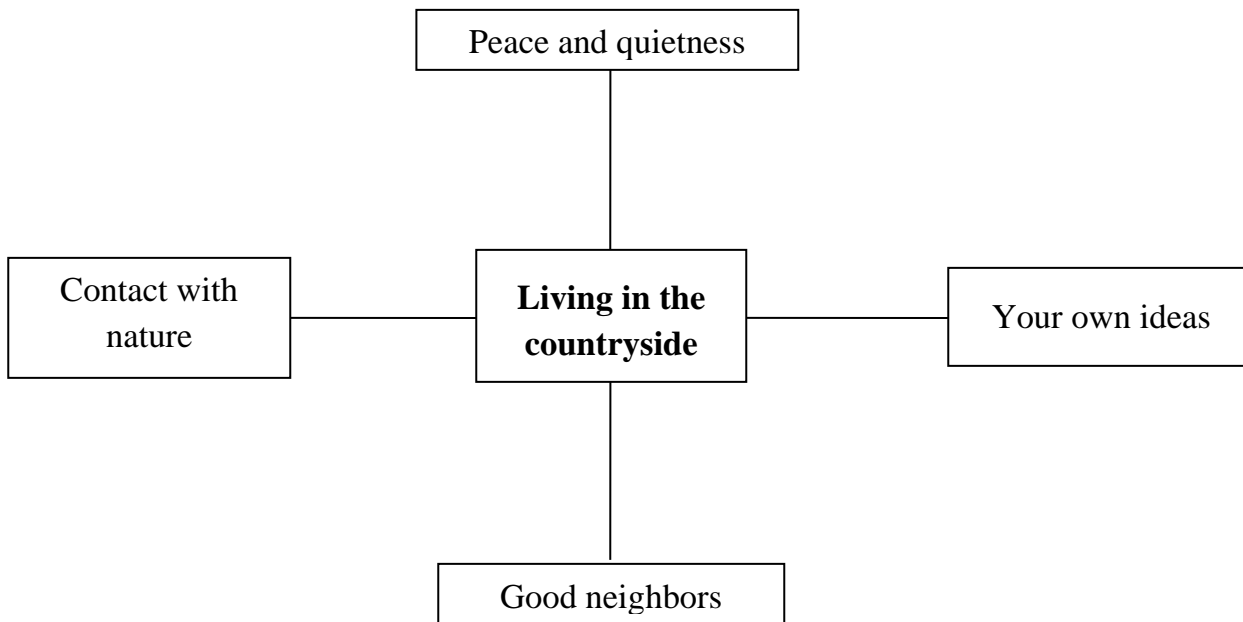 Peace and quietness
Contact with
nature
Living in the
countryside
Your own ideas
Good neighbors